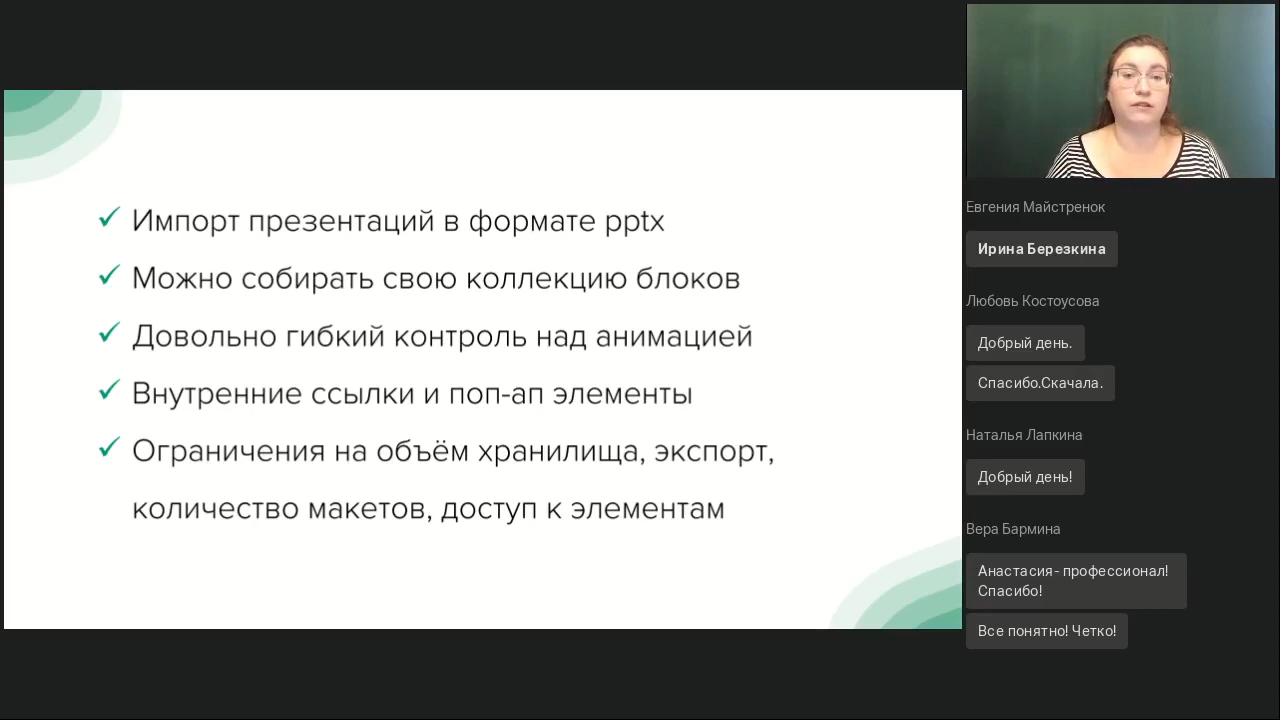 Импорт презентаций в формате pptx
Можно собирать свою коллекцию блоков
Довольно гибкий контроль над анимацией
Внутренние ссылки и поп-ап элементы
Ограничения на объём хранилища, экспорт,
количество макетов, доступ к элементам
Евгения Майстренок
Ирина Березкина
Любовь Костоусова
Добрый день.
Спасибо.Скачала.
Наталья Лапкина
Добрый день!
Вера Бармина
Анастасия- профессионал!
Спасибо!
Все понятно! Четко!